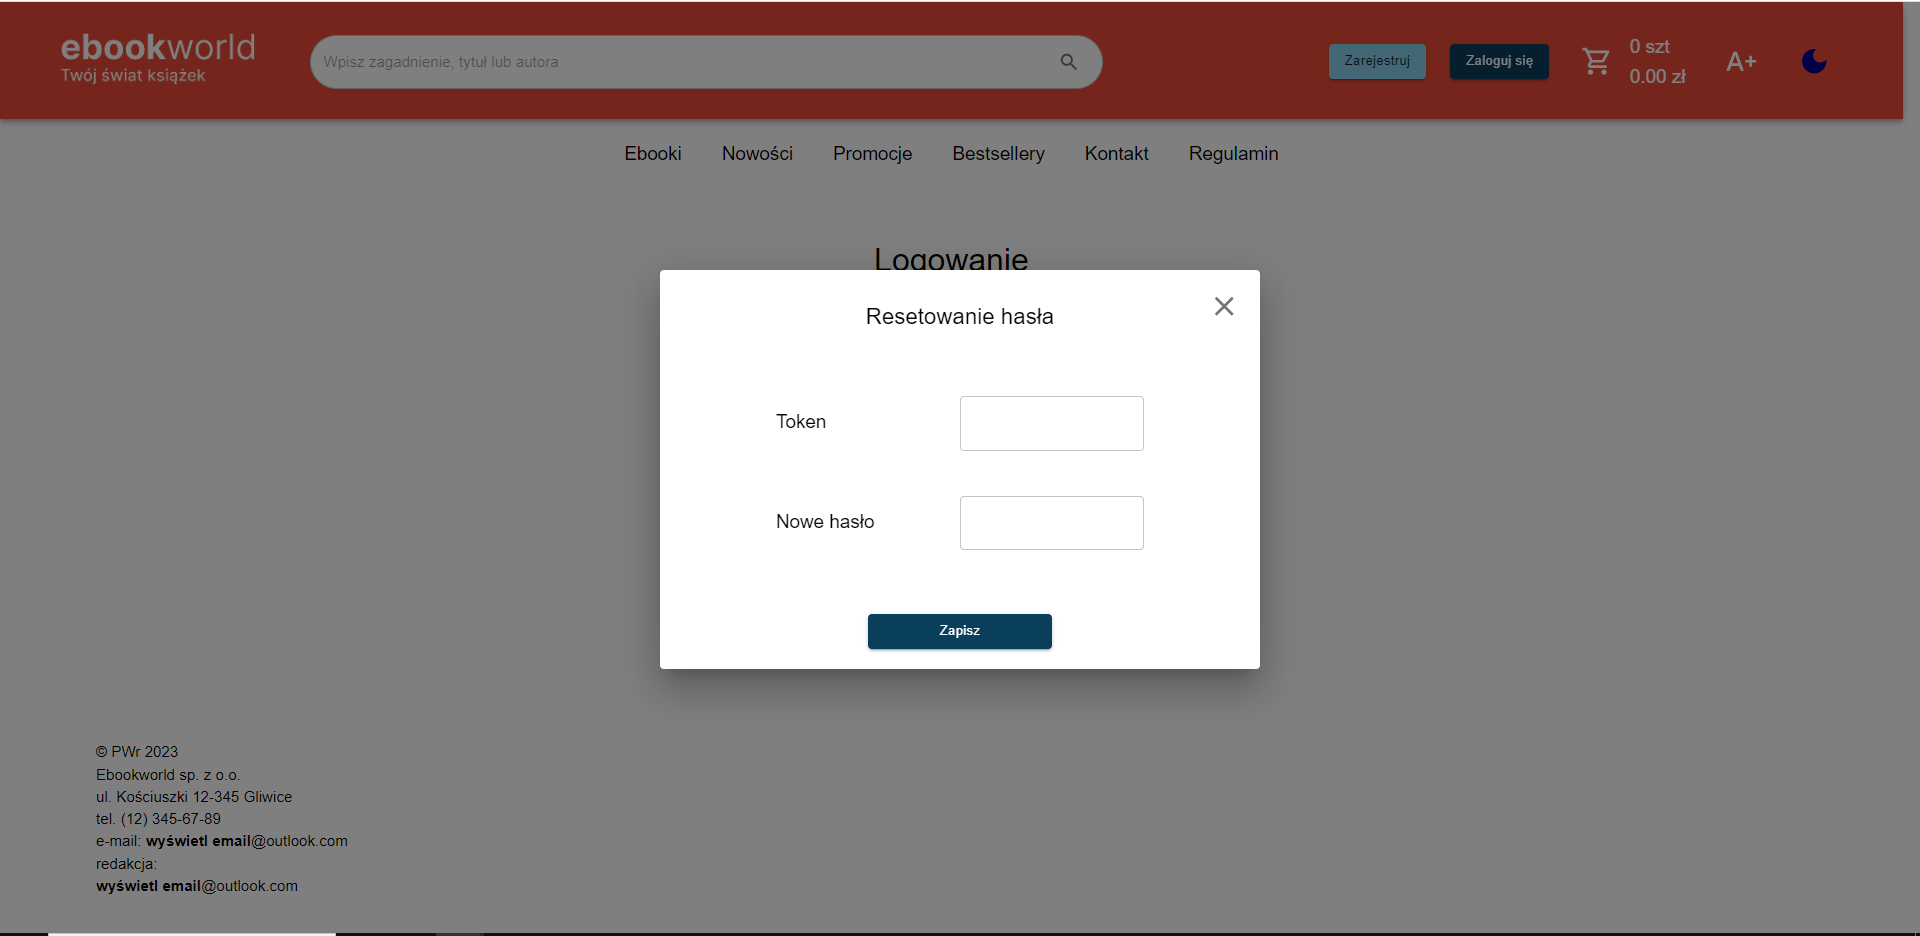 ebookworld
Twój świat książek
Wpisz zagadnienie, tytuł lub autora
Zarejestruj
Zaloguj się
0 szt
0.00 zł
A+
Ebooki Nowości Promocje Bestsellery Kontakt Regulamin
Logowanie
Resetowanie hasła
Token
Nowe hasło
Zapisz
© PWr 2023
Ebookworld sp. z o.o.
ul. Kościuszki 12-345 Gliwice
tel. (12) 345-67-89
e-mail: wyświetl email@outlook.com
redakcja:
wyświetl email@outlook.com